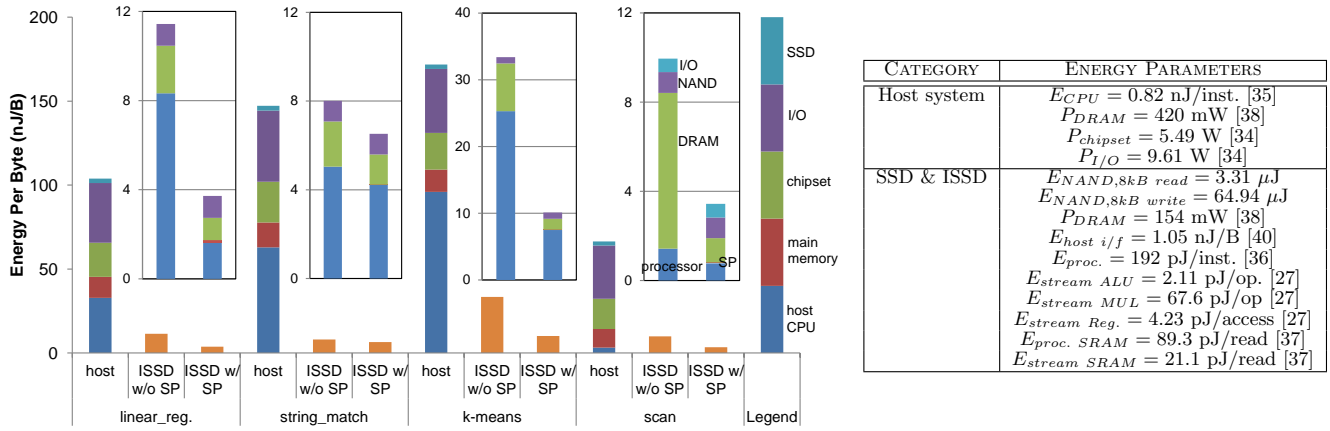 Energy Per Byte (nJ/B)
200
150
100
50
0
12
8
4
0
12
8
4
0
40
30
20
10
0
12
8
4
0
I/O
NAND
DRAM
processor
SP
SSD
I/O
chipset
main
memory
host
CPU
host
ISSD
w/o SP
ISSD w/
SP
host
ISSD
w/o SP
ISSD w/
SP
host
ISSD
w/o SP
ISSD w/
SP
host
ISSD
w/o SP
ISSD w/
SP
linear_reg.
string_match
k-means
scan
Legend
CATEGORY ENERGY PARAMETERS
Host system E_CPU = 0.82 nJ/inst. [35]
P_DRAM = 420 mW [38]
P_chipset = 5.49 W [34]
P_I/O = 9.61 W [34]
SSD & ISSD E_NAND,8kB read = 3.31 μJ
E_NAND,8kB write = 64.94 μJ
P_DRAM = 154 mW [38]
E_host i/f = 1.05 nJ/B [40]
E_proc. = 192 pJ/inst. [36]
E_stream ALU = 2.11 pJ/op. [27]
E_stream MUL = 67.6 pJ/op [27]
E_stream Reg. = 4.23 pJ/access [27]
E_proc. SRAM = 89.3 pJ/read [37]
E_stream SRAM = 21.1 pJ/read [37]